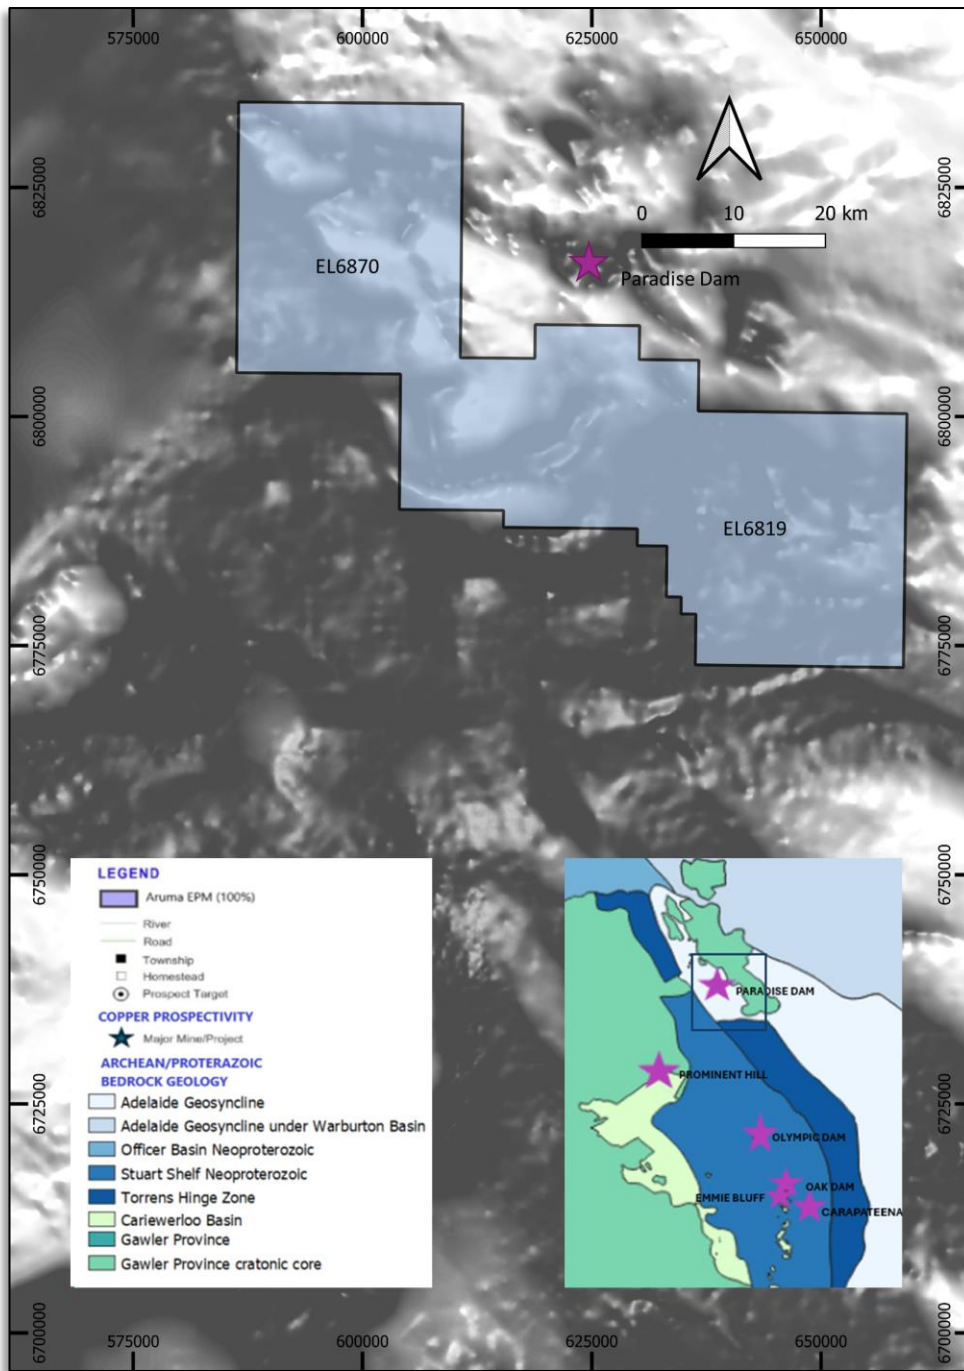 575000
600000
625000
650000
6825000
6825000
0
10
20 km
EL6870
Paradise Dam
6800000
6800000
EL6819
6775000
6775000
6750000
6750000
LEGEND
Aruma EPM (100%)
River
Road
Township
Homestead
Prospect Target
COPPER PROSPECTIVITY
Major Mine/Project
ARCHEAN/PROTERAZOIC
BEDROCK GEOLOGY
Adelaide Geosyncline
Adelaide Geosyncline under Warburton Basin
Officer Basin Neoproterozoic
Stuart Shelf Neoproterozoic
Torrens Hinge Zone
Cariewerloo Basin
Gawler Province
Gawler Province cratonic core
PARADISE DAM
PROMINENT HILL
OLYMPIC DAM
OAK DAM
EMMIE BLUFF
CARAPATEENA
6725000
6725000
6700000
6700000
575000
600000
625000
650000